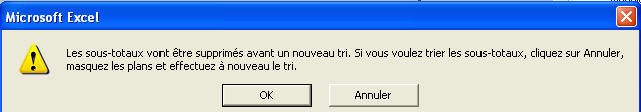 Microsoft Excel
Les sous-totaux vont être supprimés avant un nouveau tri. Si vous voulez trier les sous-totaux, cliquez sur Annuler,
masquez les plans et effectuez à nouveau le tri.
OK
Annuler